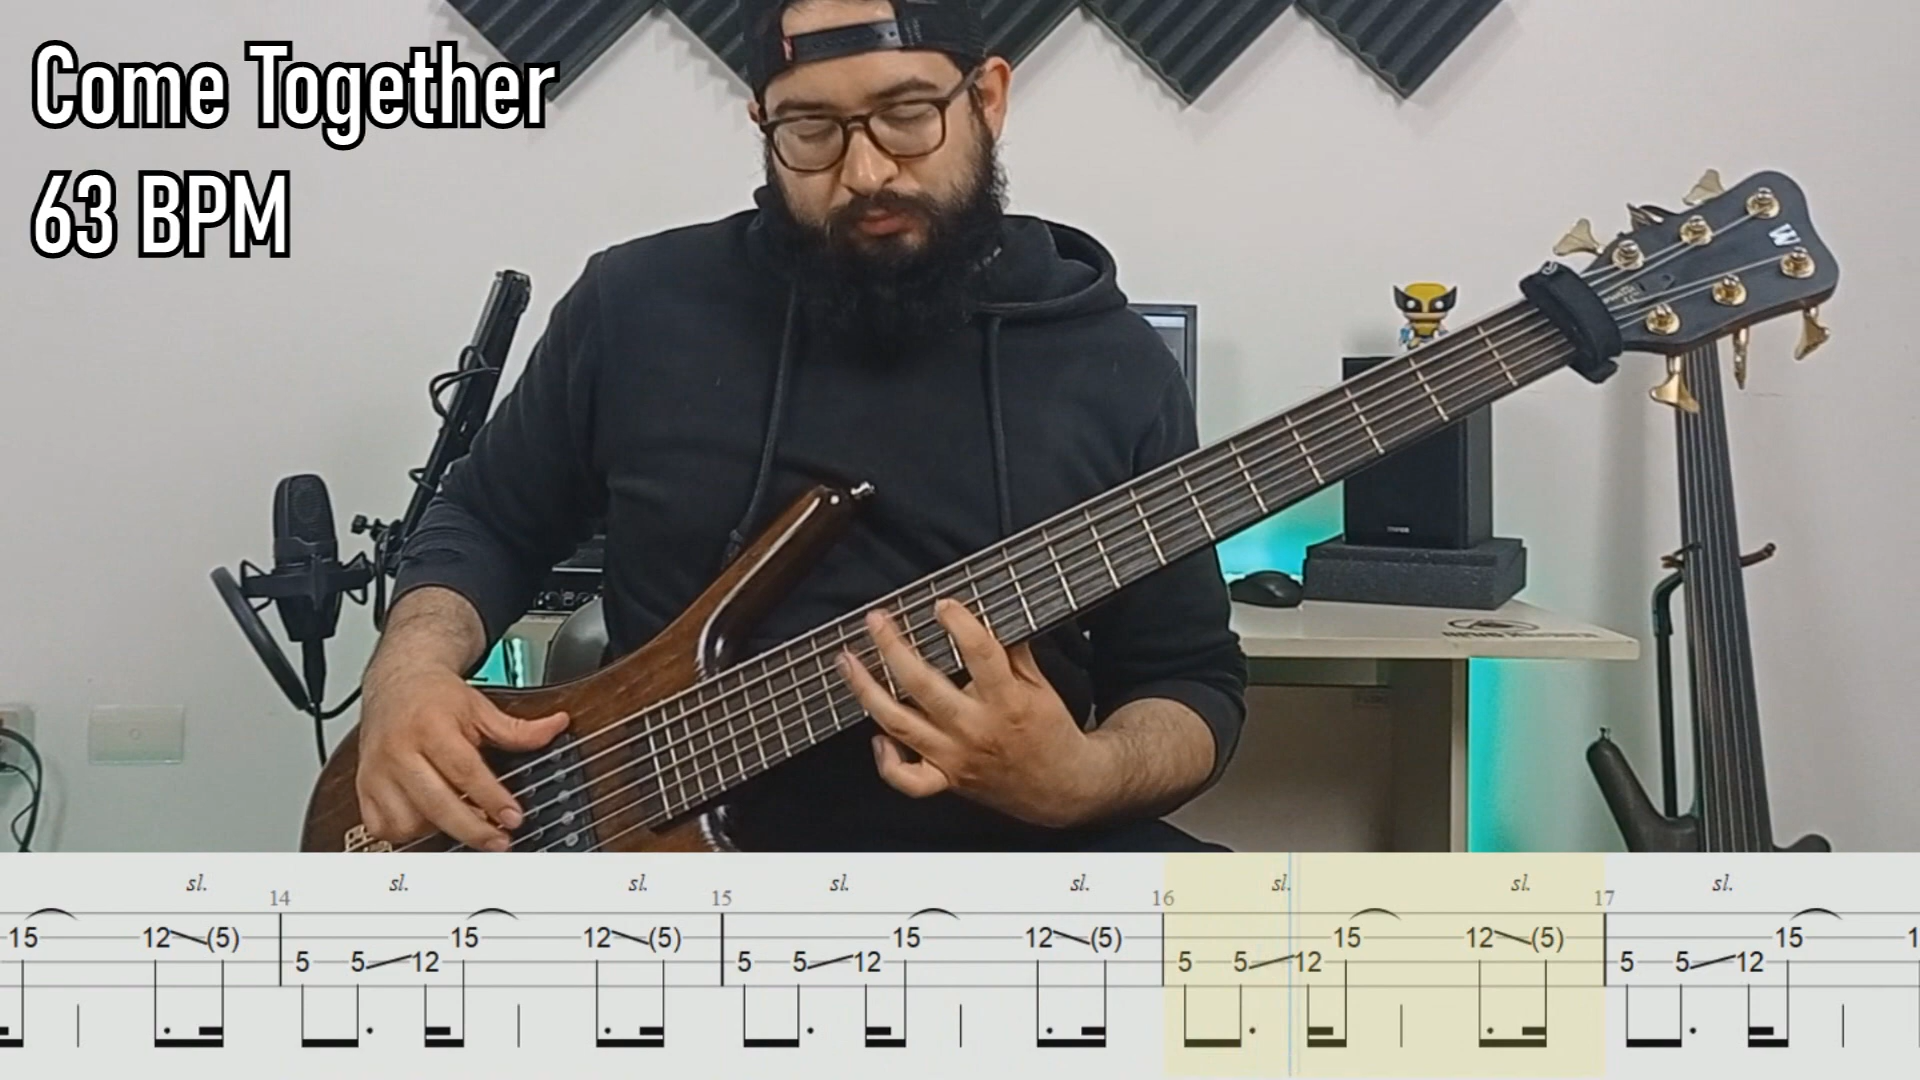 Come Together
63 BPM
W
sl. sl. sl. sl. sl. sl. sl. sl.
14 15 16 17
15 12 (5) 15 12 (5) 15 12 (5) 15 12 (5) 15 1
5 5 12 5 5 12 5 5 12 5 5 12